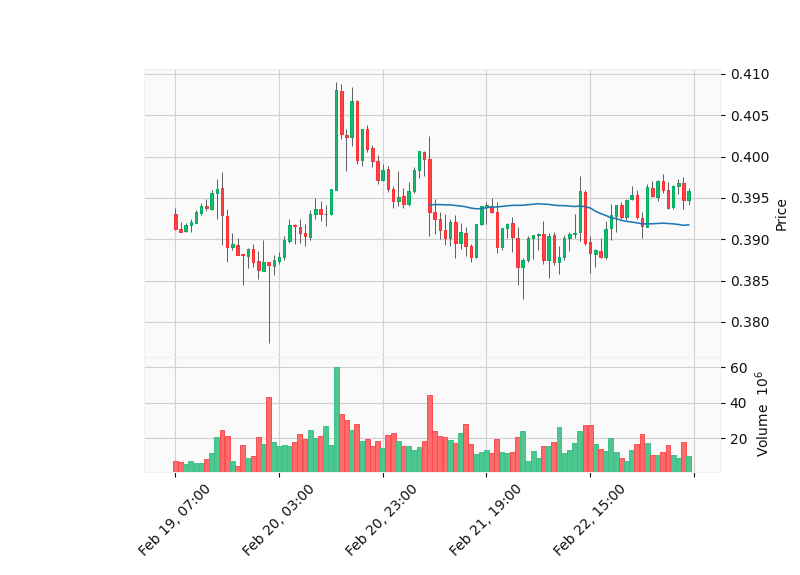 0.410
0.405
0.400
0.395
0.390
0.385
0.380
Price
60
40
20
Volume 10⁶
Feb 19, 07:00
Feb 20, 03:00
Feb 20, 23:00
Feb 21, 19:00
Feb 22, 15:00